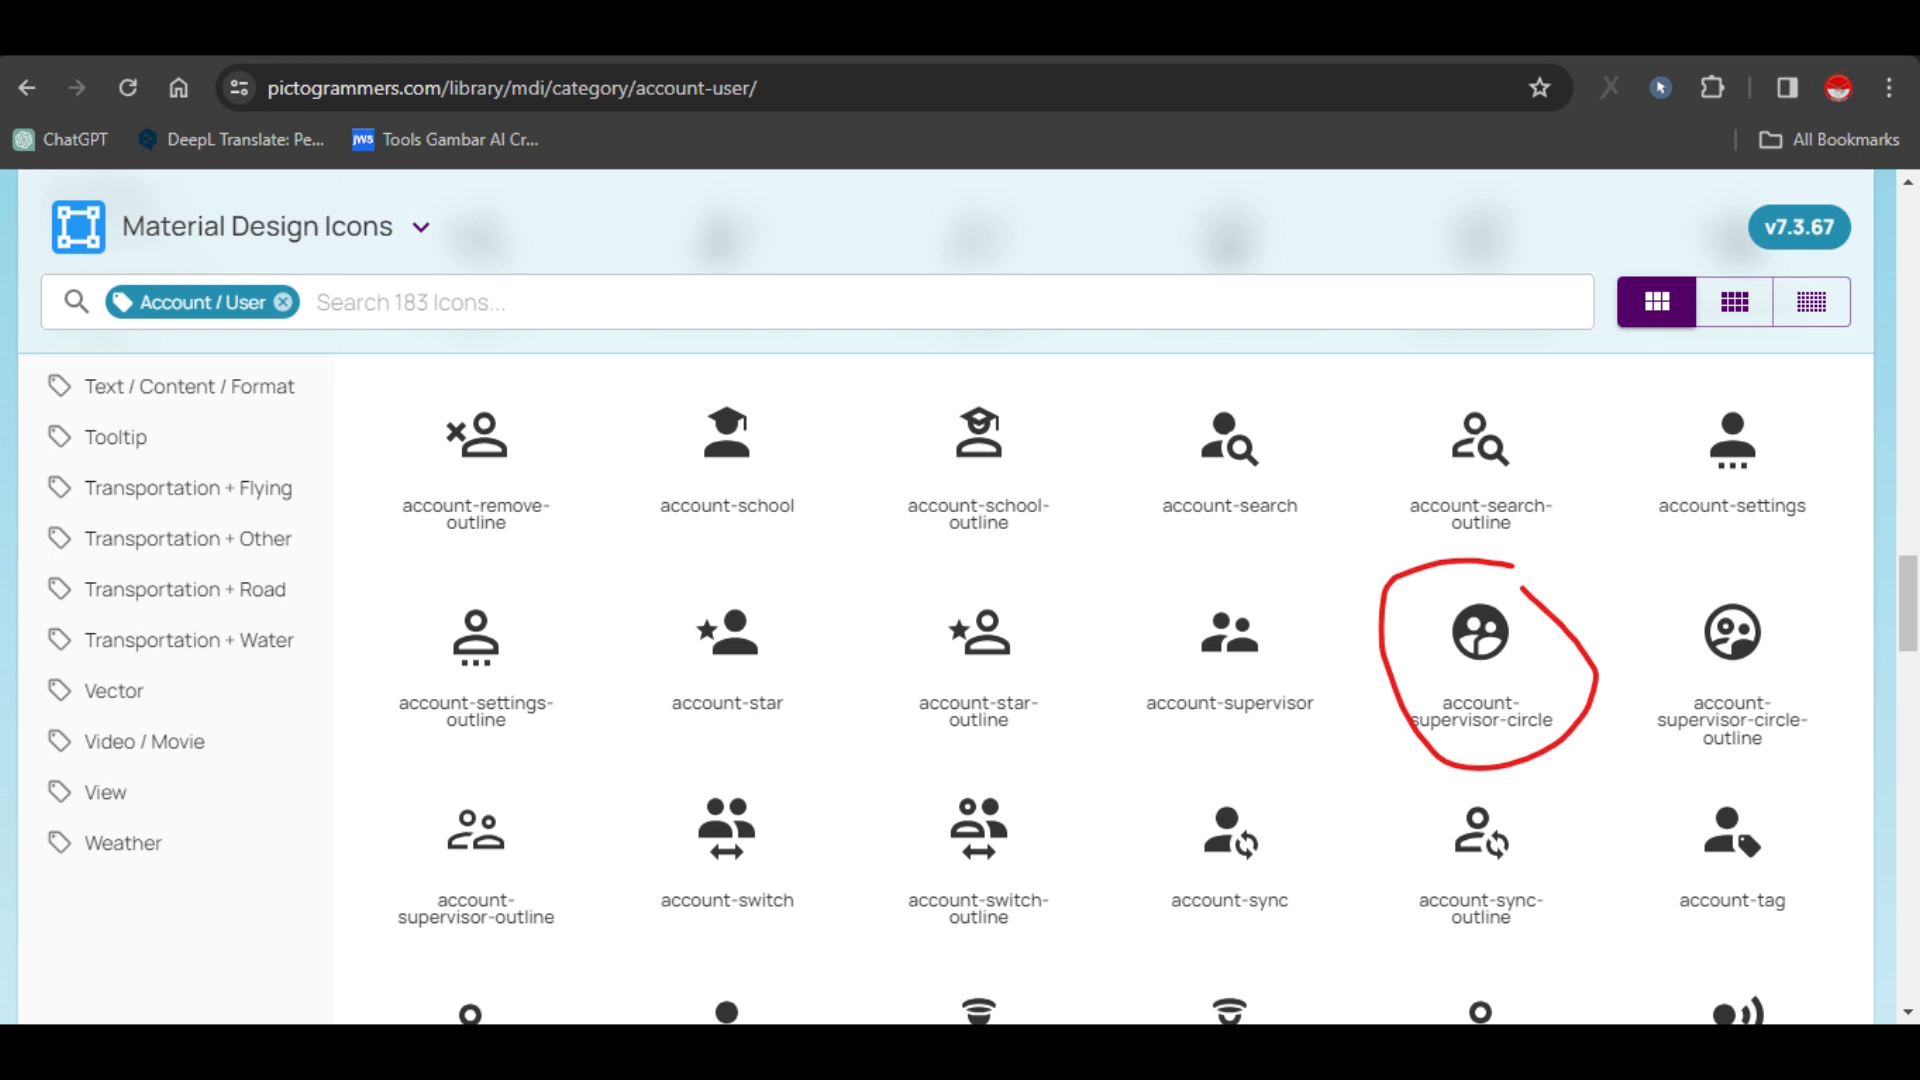 pictogrammers.com/library/mdi/category/account-user/
ChatGPT
DeepL Translate: Pe...
jws
Tools Gambar AI Cr...
All Bookmarks
Material Design Icons
v7.3.67
Account / User
Search 183 Icons...
Text / Content / Format
Tooltip
Transportation + Flying
Transportation + Other
Transportation + Road
Transportation + Water
Vector
Video / Movie
View
Weather
account-remove-
outline
account-school
account-school-
outline
account-search
account-search-
outline
account-settings
account-settings-
outline
account-star
account-star-
outline
account-supervisor
account-
supervisor-circle
account-
supervisor-circle-
outline
account-
supervisor-outline
account-switch
account-switch-
outline
account-sync
account-sync-
outline
account-tag